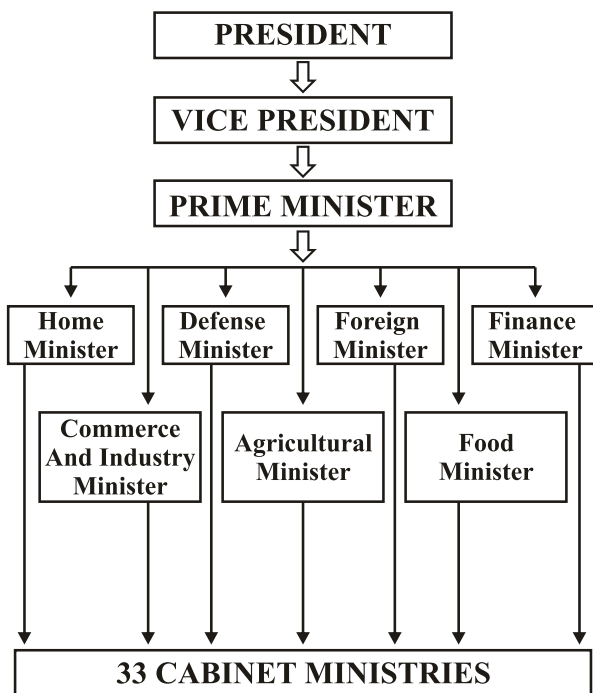 PRESIDENT
VICE PRESIDENT
PRIME MINISTER
Home
Minister
Defense
Minister
Foreign
Minister
Finance
Minister
Commerce
And Industry
Minister
Agricultural
Minister
Food
Minister
33 CABINET MINISTRIES